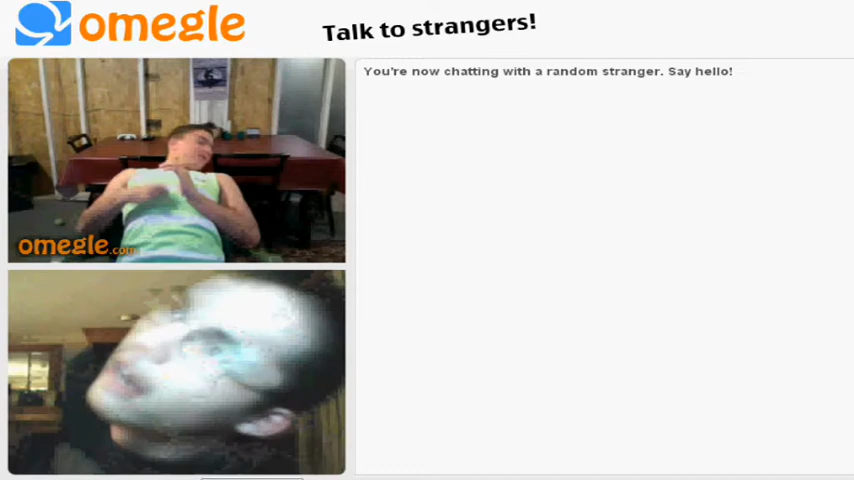 omegle
Talk to strangers!
You're now chatting with a random stranger. Say hello!
omegle.com